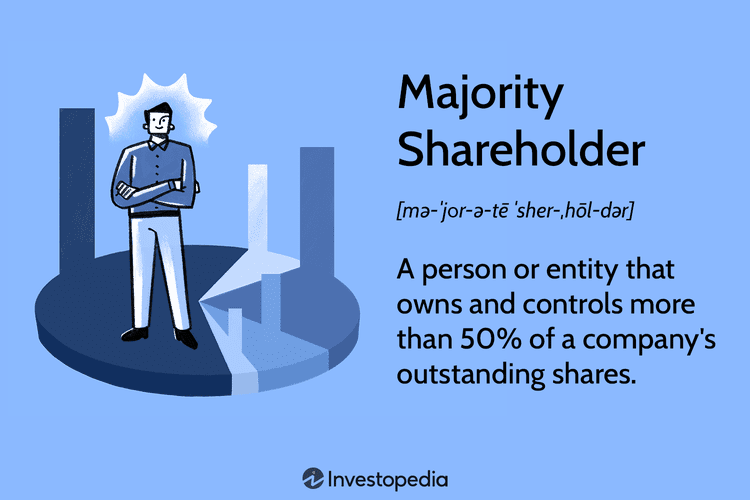 Majority
Shareholder
[mə-ˈjor-ə-tē ˈsher-ˌhōl-dər]
A person or entity that
owns and controls more
than 50% of a company's
outstanding shares.
Investopedia